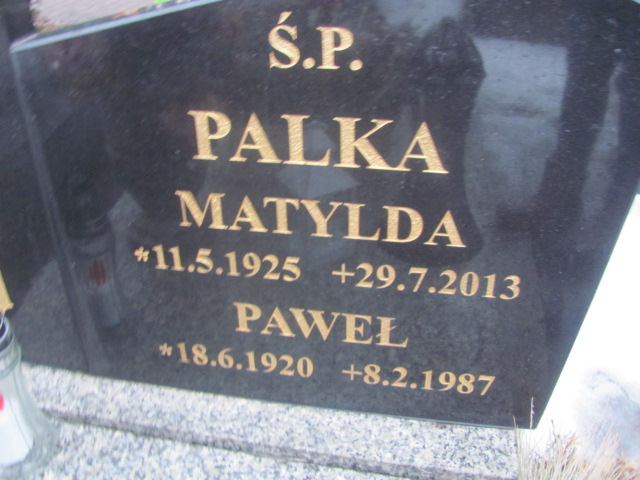 Ś.P.
PALKA
MATYLDA
*11.5.1925 +29.7.2013
PAWEŁ
*18.6.1920 +8.2.1987